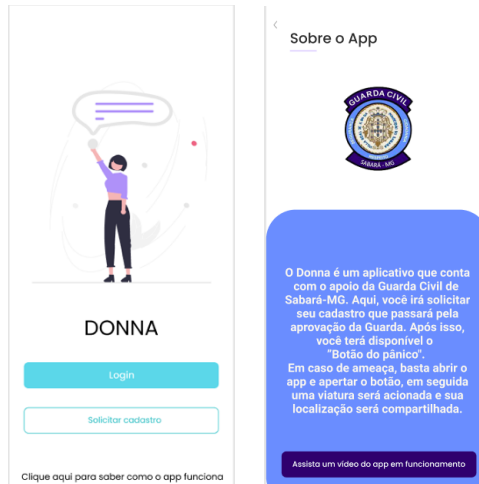 DONNA
Login
Solicitar cadastro
Clique aqui para saber como o app funciona
Sobre o App
GUARDA CIVIL
SABARÁ - MG
O Donna é um aplicativo que conta
com o apoio da Guarda Civil de
Sabará-MG. Aqui, você irá solicitar
seu cadastro que passará pela
aprovação da Guarda. Após isso,
você terá disponível o
"Botão do pânico".
Em caso de ameaça, basta abrir o
app e apertar o botão, em seguida
uma viatura será acionada e sua
localização será compartilhada.
Assista um vídeo do app em funcionamento